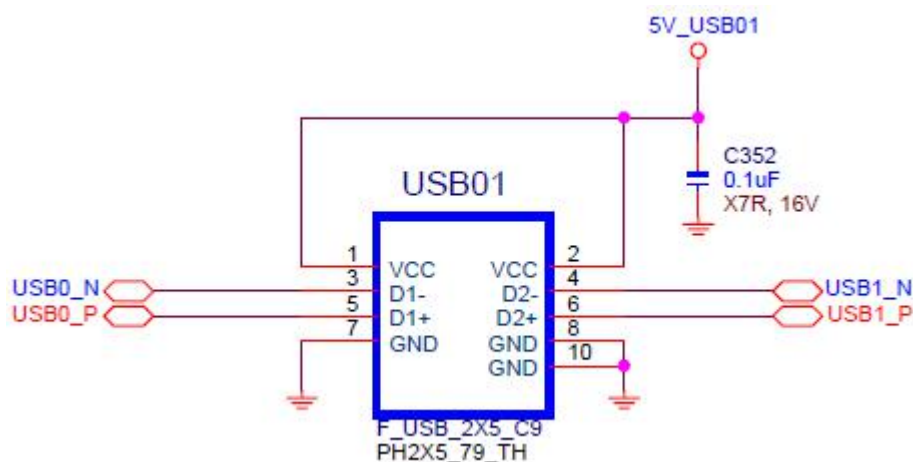 5V_USB01
C352
0.1uF
X7R, 16V
USB01
1 VCC VCC 2
USB0_N 3 D1- D2- 4 USB1_N
USB0_P 5 D1+ D2+ 6 USB1_P
7 GND GND 8
GND 10
F_USB_2X5_C9
PH2X5_79_TH